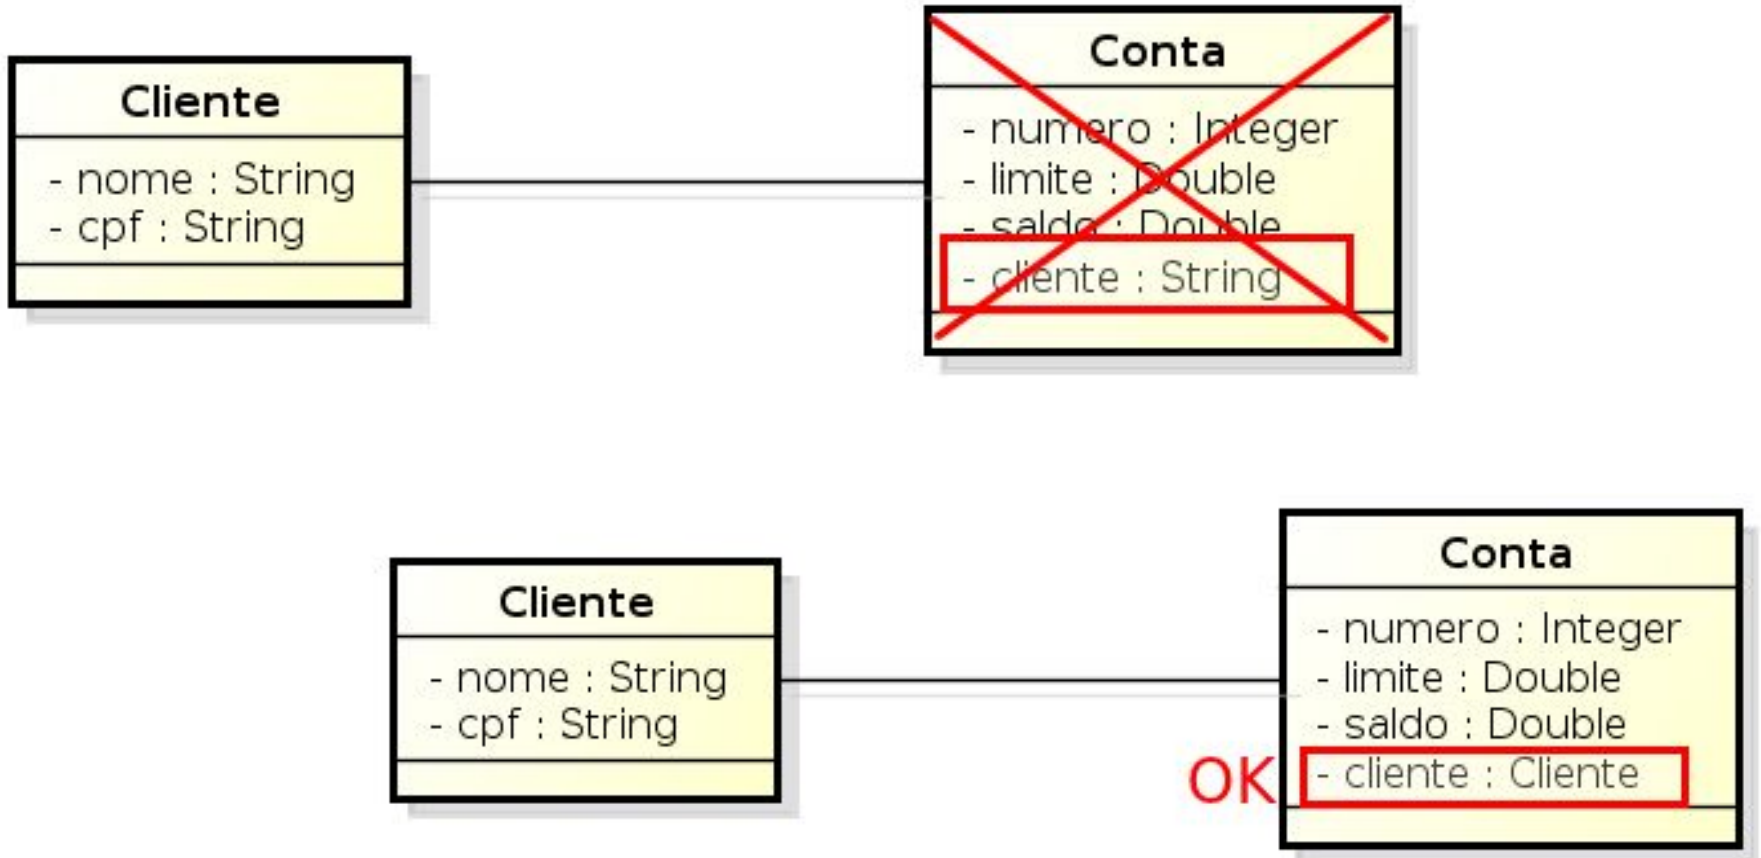 Cliente
- nome : String
- cpf : String
Conta
- numero : Integer
- limite : Double
- saldo : Double
- cliente : String
Cliente
- nome : String
- cpf : String
Conta
- numero : Integer
- limite : Double
- saldo : Double
OK
- cliente : Cliente